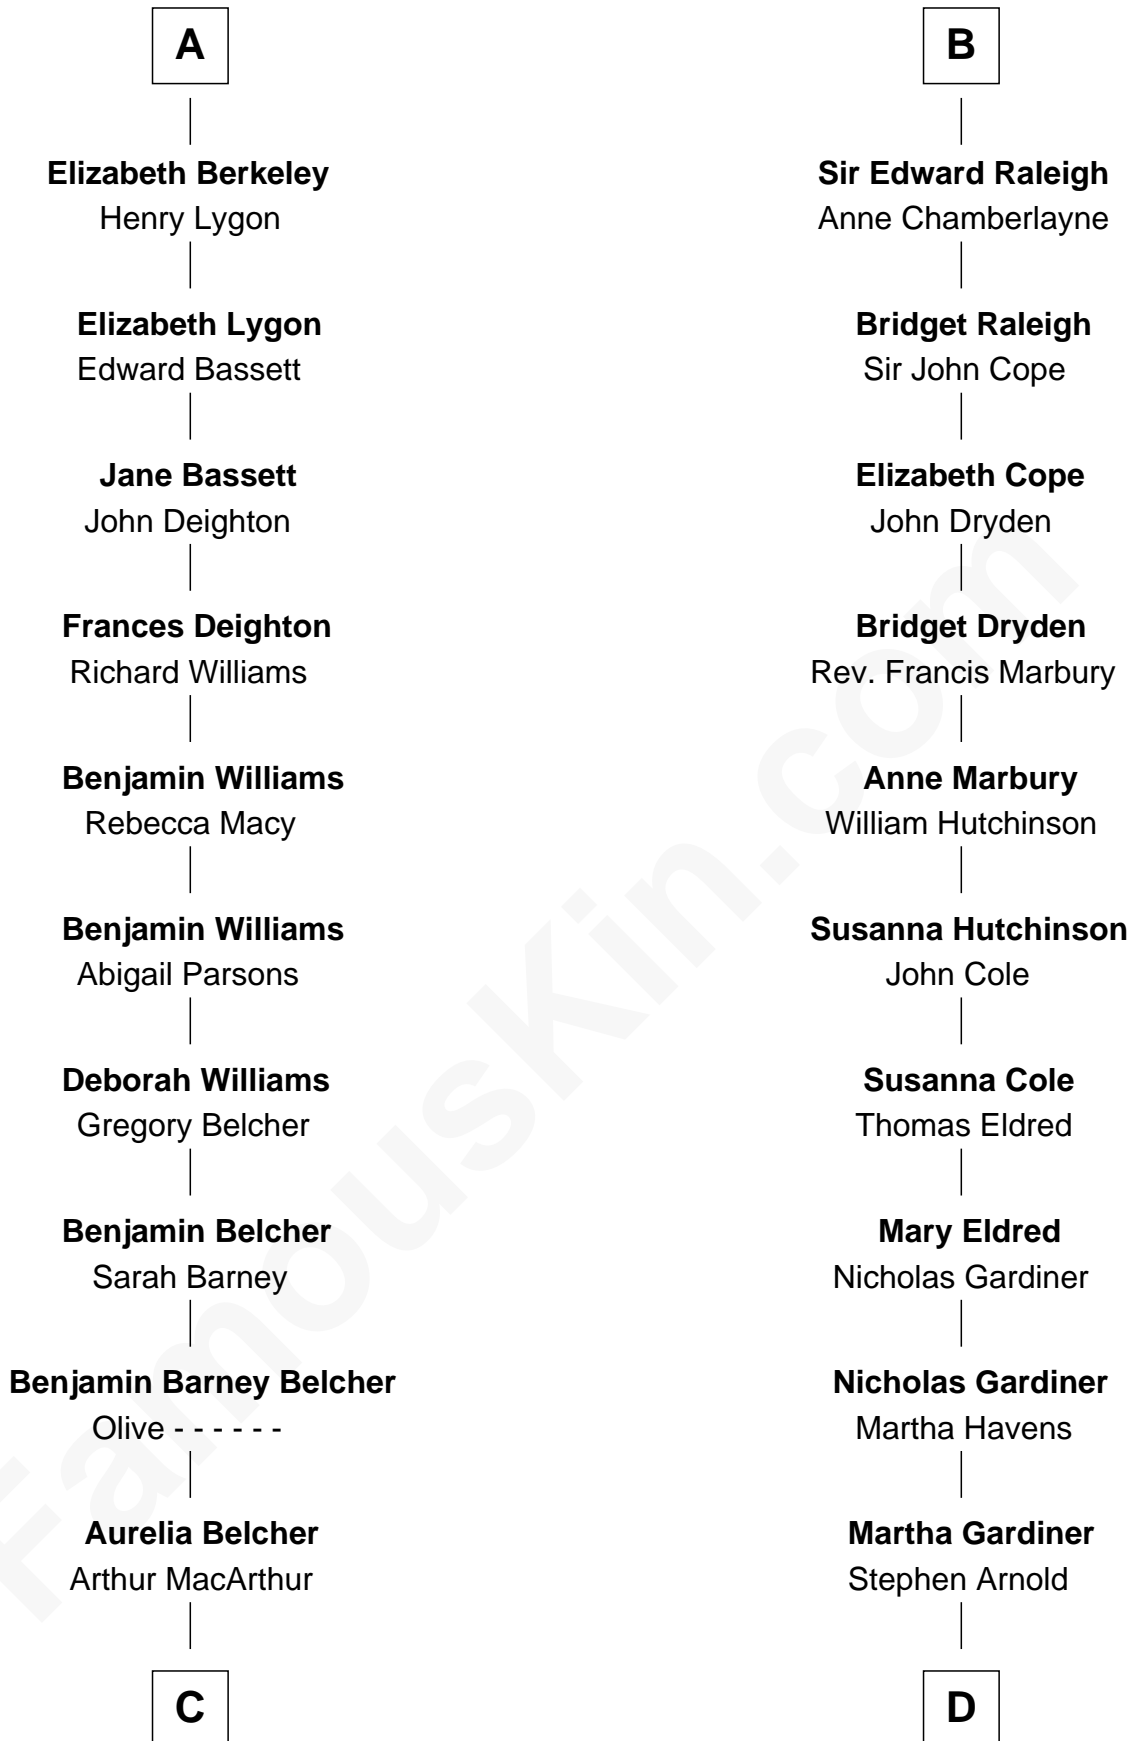 A
Elizabeth Berkeley
Henry Lygon
Elizabeth Lygon
Edward Bassett
Jane Bassett
John Deighton
Frances Deighton
Richard Williams
Benjamin Williams
Rebecca Macy
Benjamin Williams
Abigail Parsons
Deborah Williams
Gregory Belcher
Benjamin Belcher
Sarah Barney
Benjamin Barney Belcher
Olive - - - - - -
Aurelia Belcher
Arthur MacArthur
C
B
Sir Edward Raleigh
Anne Chamberlayne
Bridget Raleigh
Sir John Cope
Elizabeth Cope
John Dryden
Bridget Dryden
Rev. Francis Marbury
Anne Marbury
William Hutchinson
Susanna Hutchinson
John Cole
Susanna Cole
Thomas Eldred
Mary Eldred
Nicholas Gardiner
Nicholas Gardiner
Martha Havens
Martha Gardiner
Stephen Arnold
D
FamousKin.com